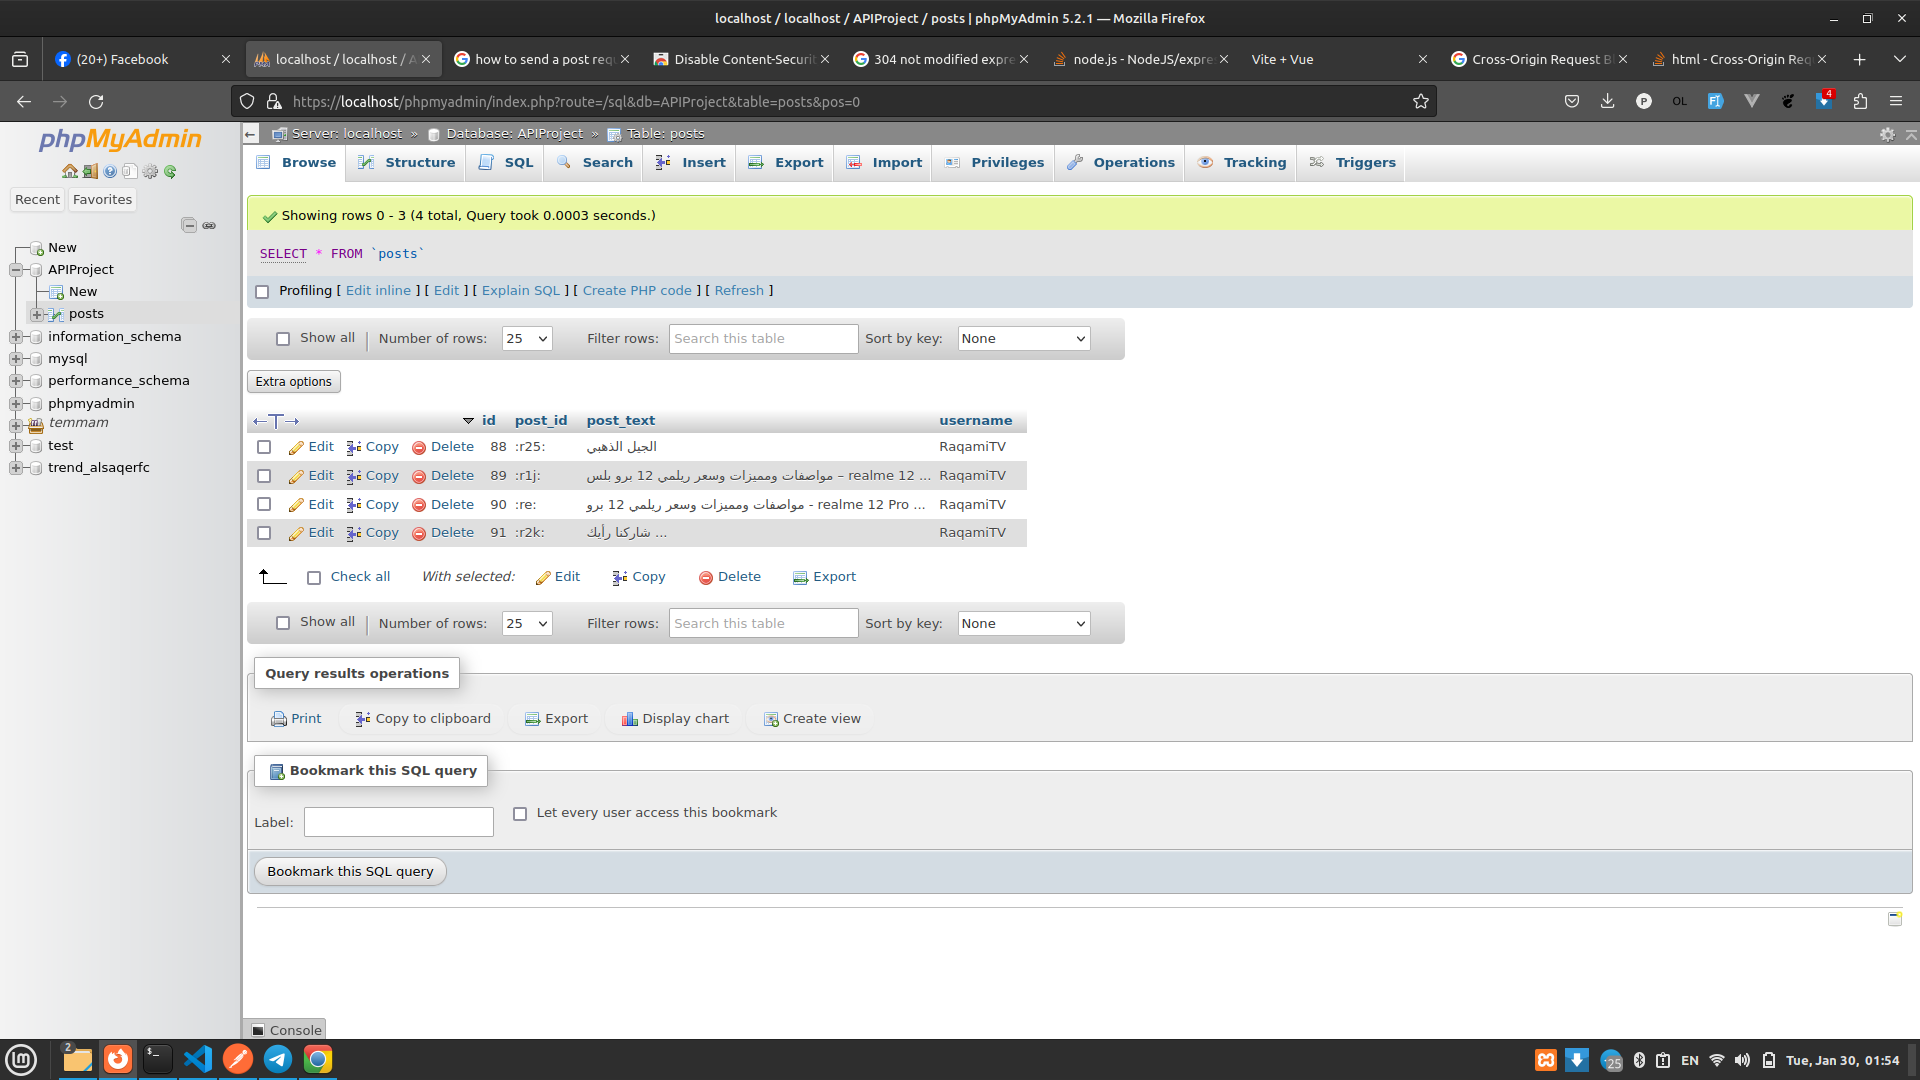 localhost / localhost / APIProject / posts | phpMyAdmin 5.2.1 — Mozilla Firefox
(20+) Facebook
localhost / localhost / A
how to send a post req
Disable Content-Securit
304 not modified expre
node.js - NodeJS/expre
Vite + Vue
Cross-Origin Request B
html - Cross-Origin Req
https://localhost/phpmyadmin/index.php?route=/sql&db=APIProject&table=posts&pos=0
P
OL
4
phpMyAdmin
Recent
Favorites
New
APIProject
New
posts
information_schema
mysql
performance_schema
phpmyadmin
temmam
test
trend_alsaqerfc
Server: localhost » Database: APIProject » Table: posts
Browse Structure SQL Search Insert Export Import Privileges Operations Tracking Triggers
Showing rows 0 - 3 (4 total, Query took 0.0003 seconds.)
SELECT * FROM `posts`
Profiling [ Edit inline ] [ Edit ] [ Explain SQL ] [ Create PHP code ] [ Refresh ]
Show all Number of rows: 25 Filter rows: Search this table Sort by key: None
Extra options
id post_id post_text username
Edit Copy Delete 88 :r25: الجيل الذهبي RaqamiTV
Edit Copy Delete 89 :r1j: مواصفات ومميزات وسعر ريلمي 12 برو بلس – realme 12 ... RaqamiTV
Edit Copy Delete 90 :re: مواصفات ومميزات وسعر ريلمي 12 برو - realme 12 Pro ... RaqamiTV
Edit Copy Delete 91 :r2k: شاركنا رأيك ... RaqamiTV
Check all With selected: Edit Copy Delete Export
Show all Number of rows: 25 Filter rows: Search this table Sort by key: None
Query results operations
Print Copy to clipboard Export Display chart Create view
Bookmark this SQL query
Label: Let every user access this bookmark
Bookmark this SQL query
Console
2
25
EN
Tue, Jan 30, 01:54